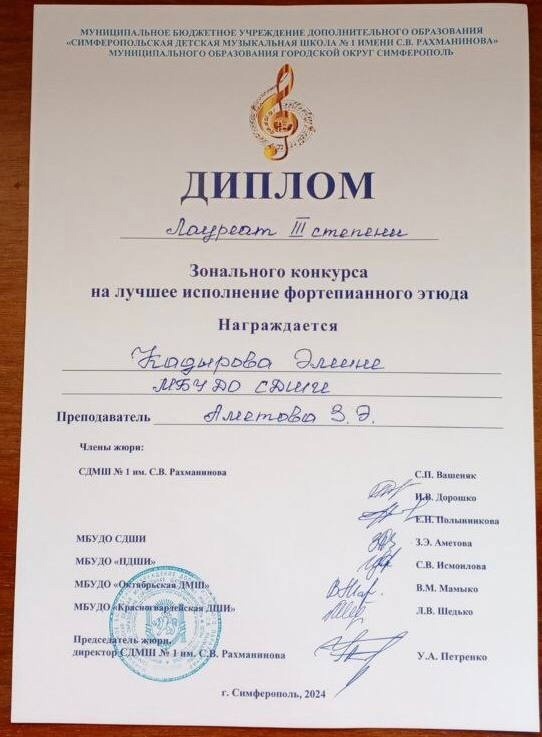 МУНИЦИПАЛЬНОЕ БЮДЖЕТНОЕ УЧРЕЖДЕНИЕ ДОПОЛНИТЕЛЬНОГО ОБРАЗОВАНИЯ
«СИМФЕРОПОЛЬСКАЯ ДЕТСКАЯ МУЗЫКАЛЬНАЯ ШКОЛА № 1 ИМЕНИ С.В. РАХМАНИНОВА»
МУНИЦИПАЛЬНОГО ОБРАЗОВАНИЯ ГОРОДСКОЙ ОКРУГ СИМФЕРОПОЛЬ
ДИПЛОМ
Лауреат III степени
Зонального конкурса
на лучшее исполнение фортепианного этюда
Награждается
Кадырова Элине
МБУ ДО СДШИ
Преподаватель Аметова З.Э.
Члены жюри:
СДМШ № 1 им. С.В. Рахманинова С.П. Вашеняк
И.В. Дорошко
Е.Н. Полынникова
МБУДО СДШИ З.Э. Аметова
МБУДО «ПДШИ» С.В. Исмоилова
МБУДО «Октябрьская ДМШ» В.М. Мамыко
МБУДО «Красногвардейская ДШИ» Л.В. Шедько
Председатель жюри,
директор СДМШ № 1 им. С.В. Рахманинова У.А. Петренко
г. Симферополь, 2024